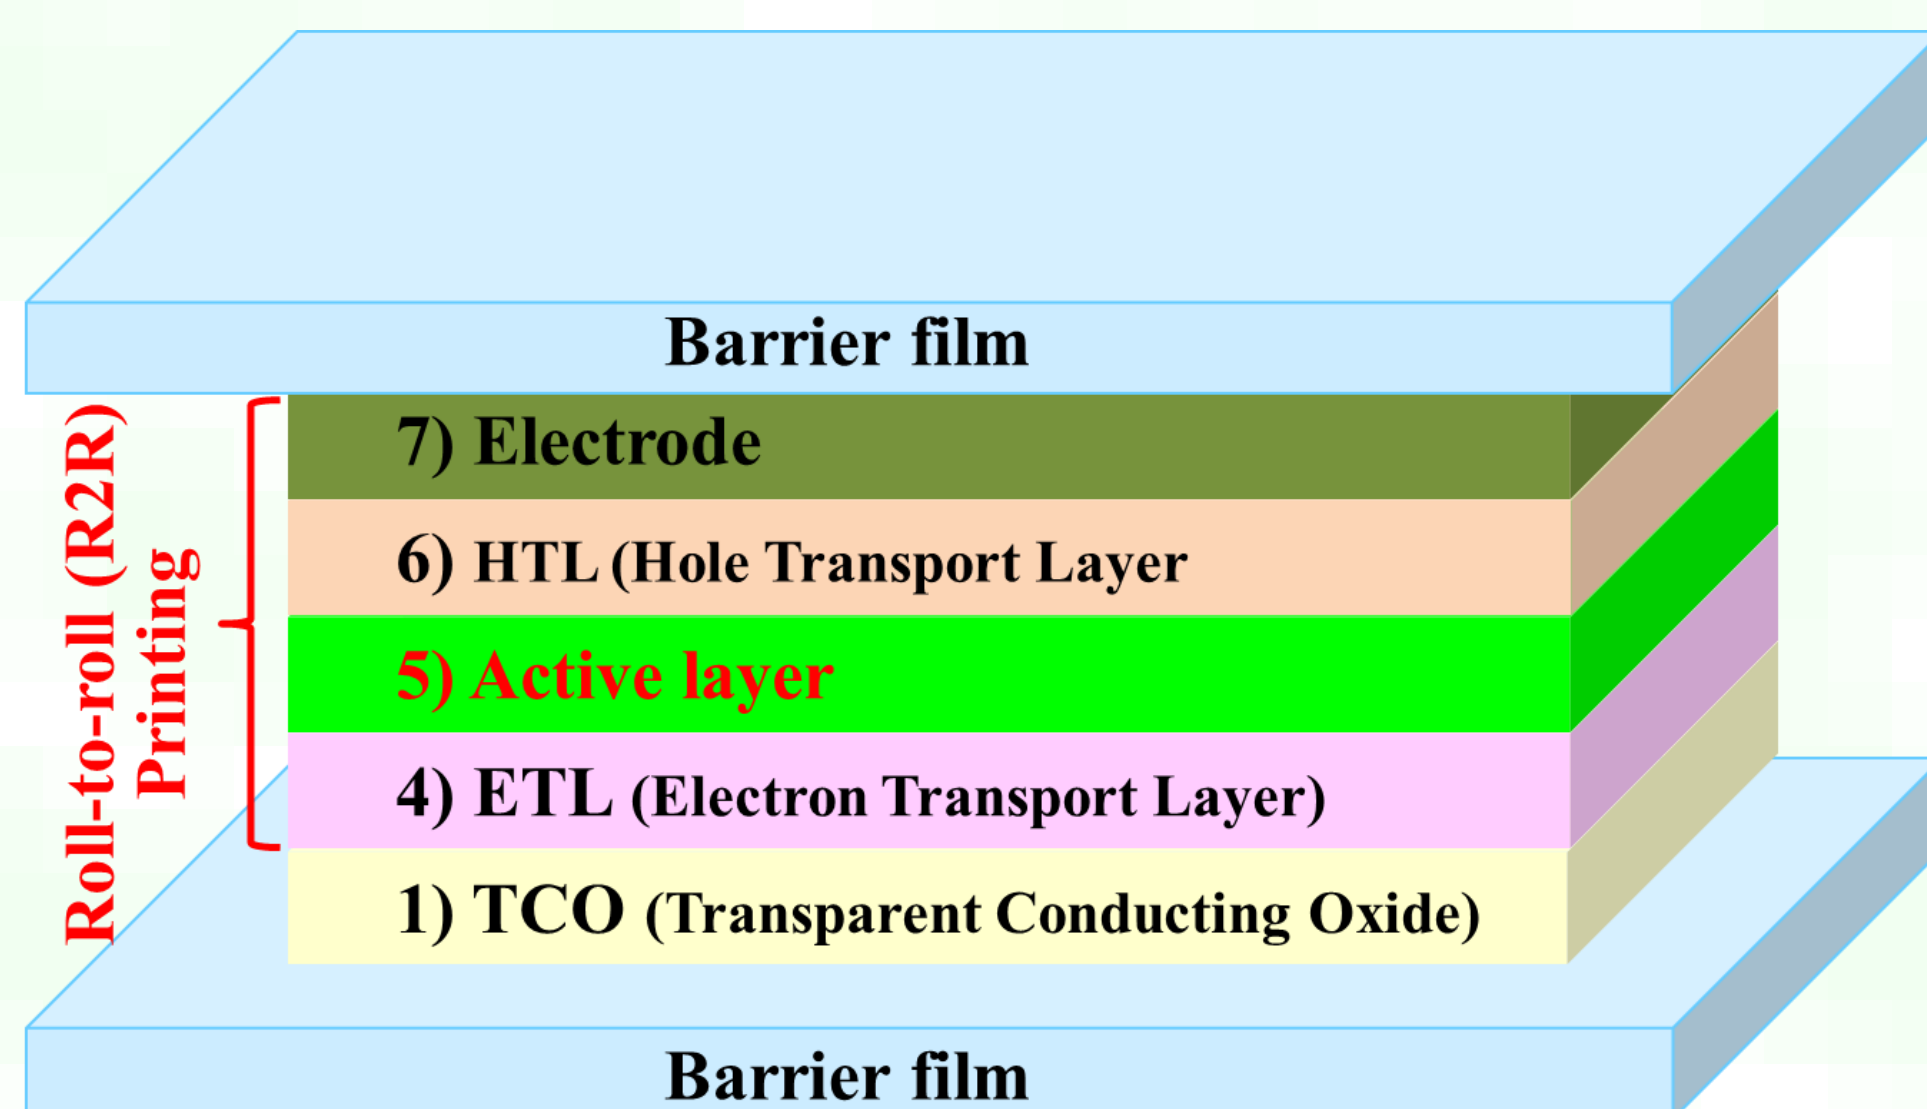 Barrier film
Roll-to-roll (R2R)
Printing
7) Electrode
6) HTL (Hole Transport Layer
5) Active layer
4) ETL (Electron Transport Layer)
1) TCO (Transparent Conducting Oxide)
Barrier film